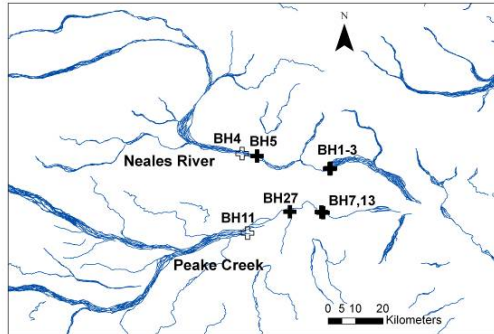 N
BH4 BH5
BH1-3
Neales River
BH27 BH7,13
BH11
Peake Creek
0 5 10 20
Kilometers